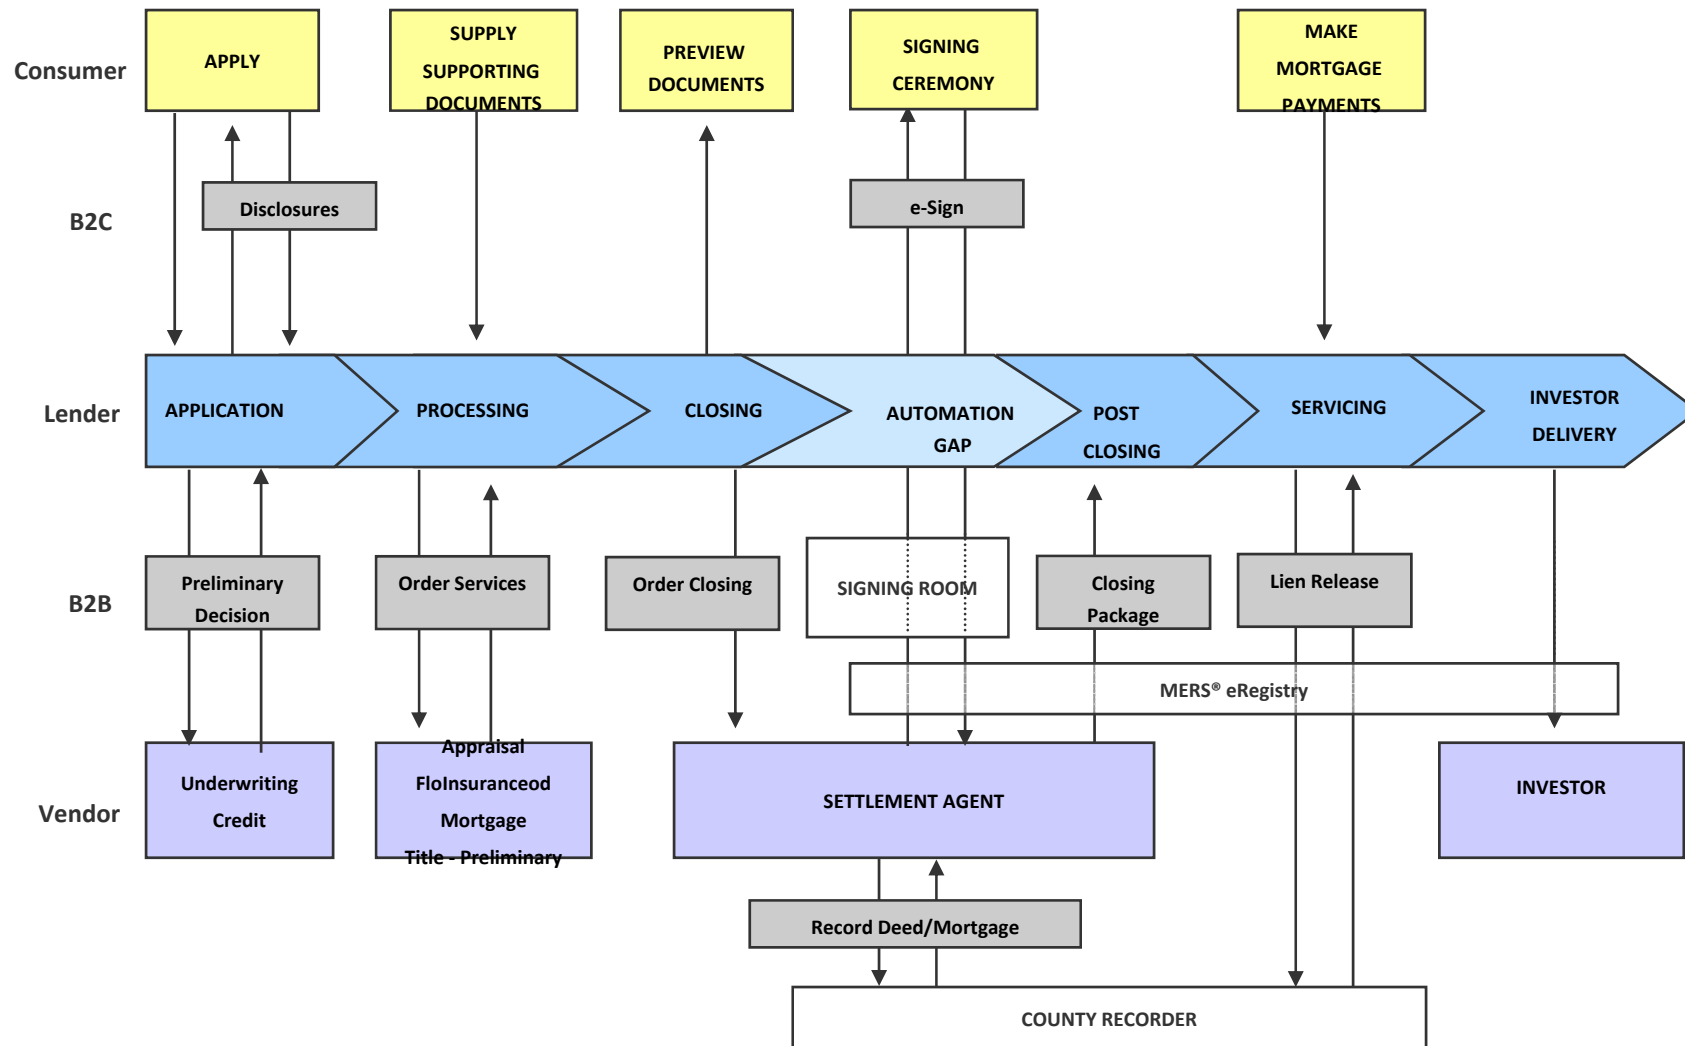 Consumer
APPLY
SUPPLY
SUPPORTING
DOCUMENTS
PREVIEW
DOCUMENTS
SIGNING
CEREMONY
MAKE
MORTGAGE
PAYMENTS
B2C
Disclosures
e-Sign
Lender
APPLICATION
PROCESSING
CLOSING
AUTOMATION
GAP
POST
CLOSING
SERVICING
INVESTOR
DELIVERY
B2B
Preliminary
Decision
Order Services
Order Closing
SIGNING ROOM
Closing
Package
Lien Release
MERS® eRegistry
Vendor
Underwriting
Credit
Appraisal
FloInsuranceod
Mortgage
Title - Preliminary
SETTLEMENT AGENT
INVESTOR
Record Deed/Mortgage
COUNTY RECORDER